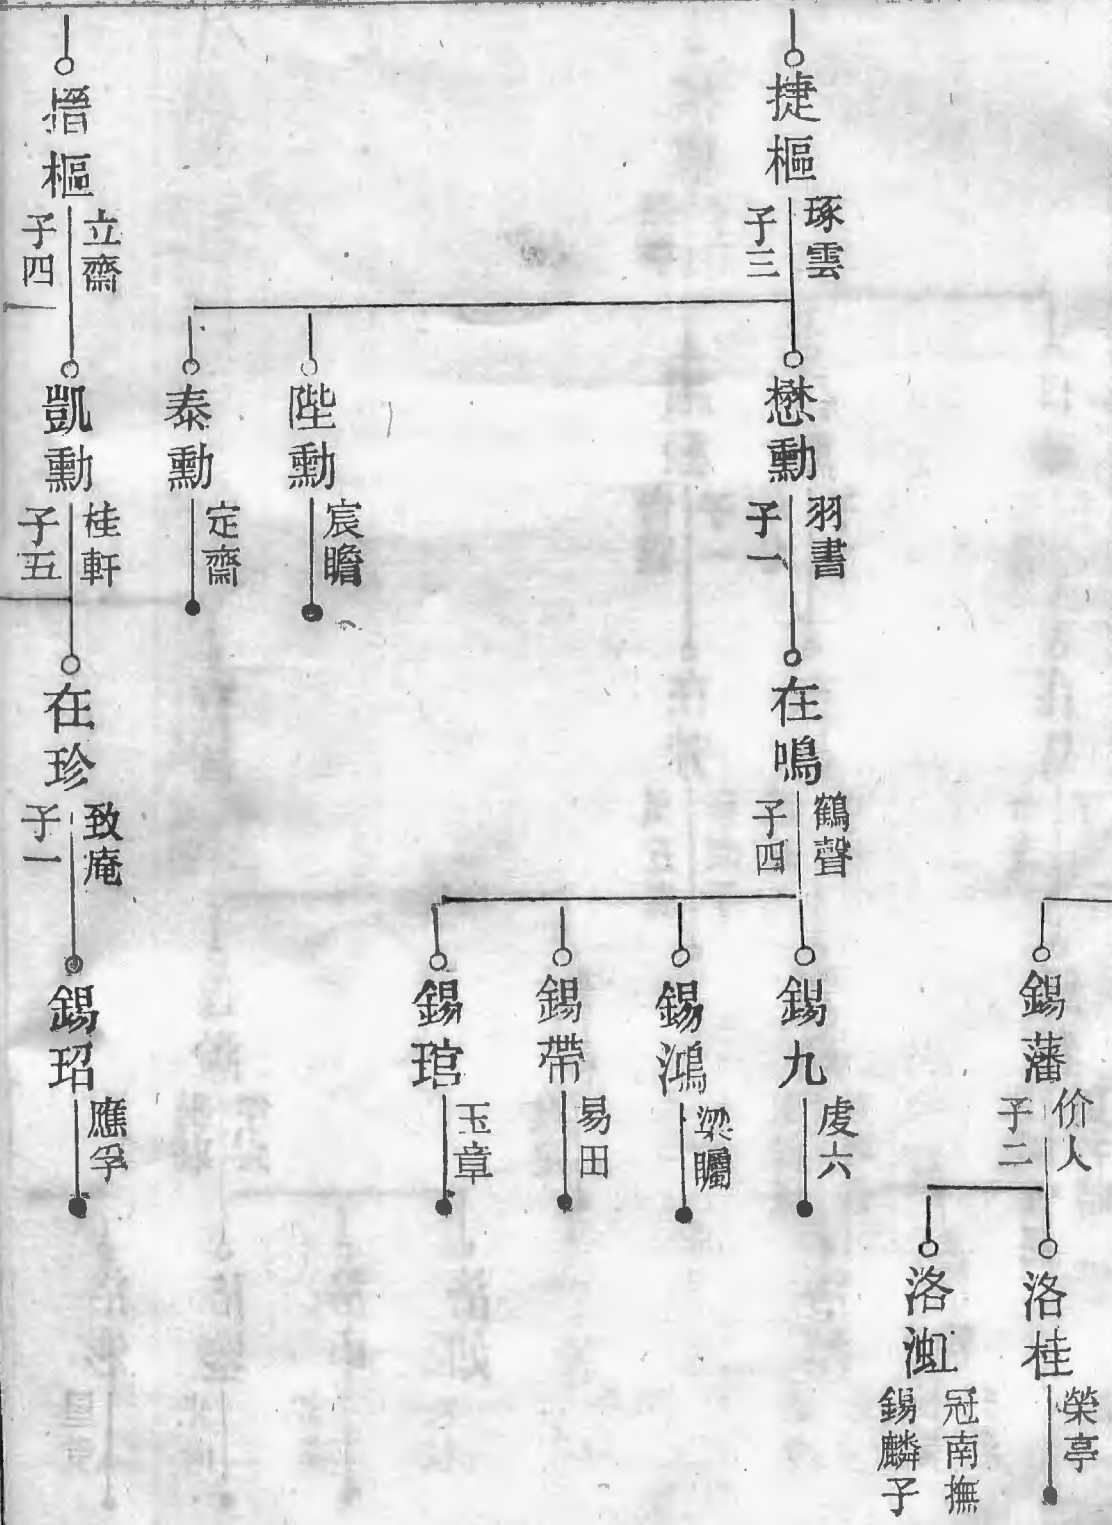 捷樞
琢雲
子三
懋勳
羽書
子一
在鳴
鶴聲
子四
錫藩
价人
子二
洛桂
榮亭
洛澒
冠南撫
錫麟子
錫九
虔六
錫鴻
梁矚
錫帶
易田
錫琯
玉章
陛勳
宸瞻
泰勳
定齋
搢樞
立齋
子四
凱勳
桂軒
子五
在珍
致庵
子一
錫玿
應孚